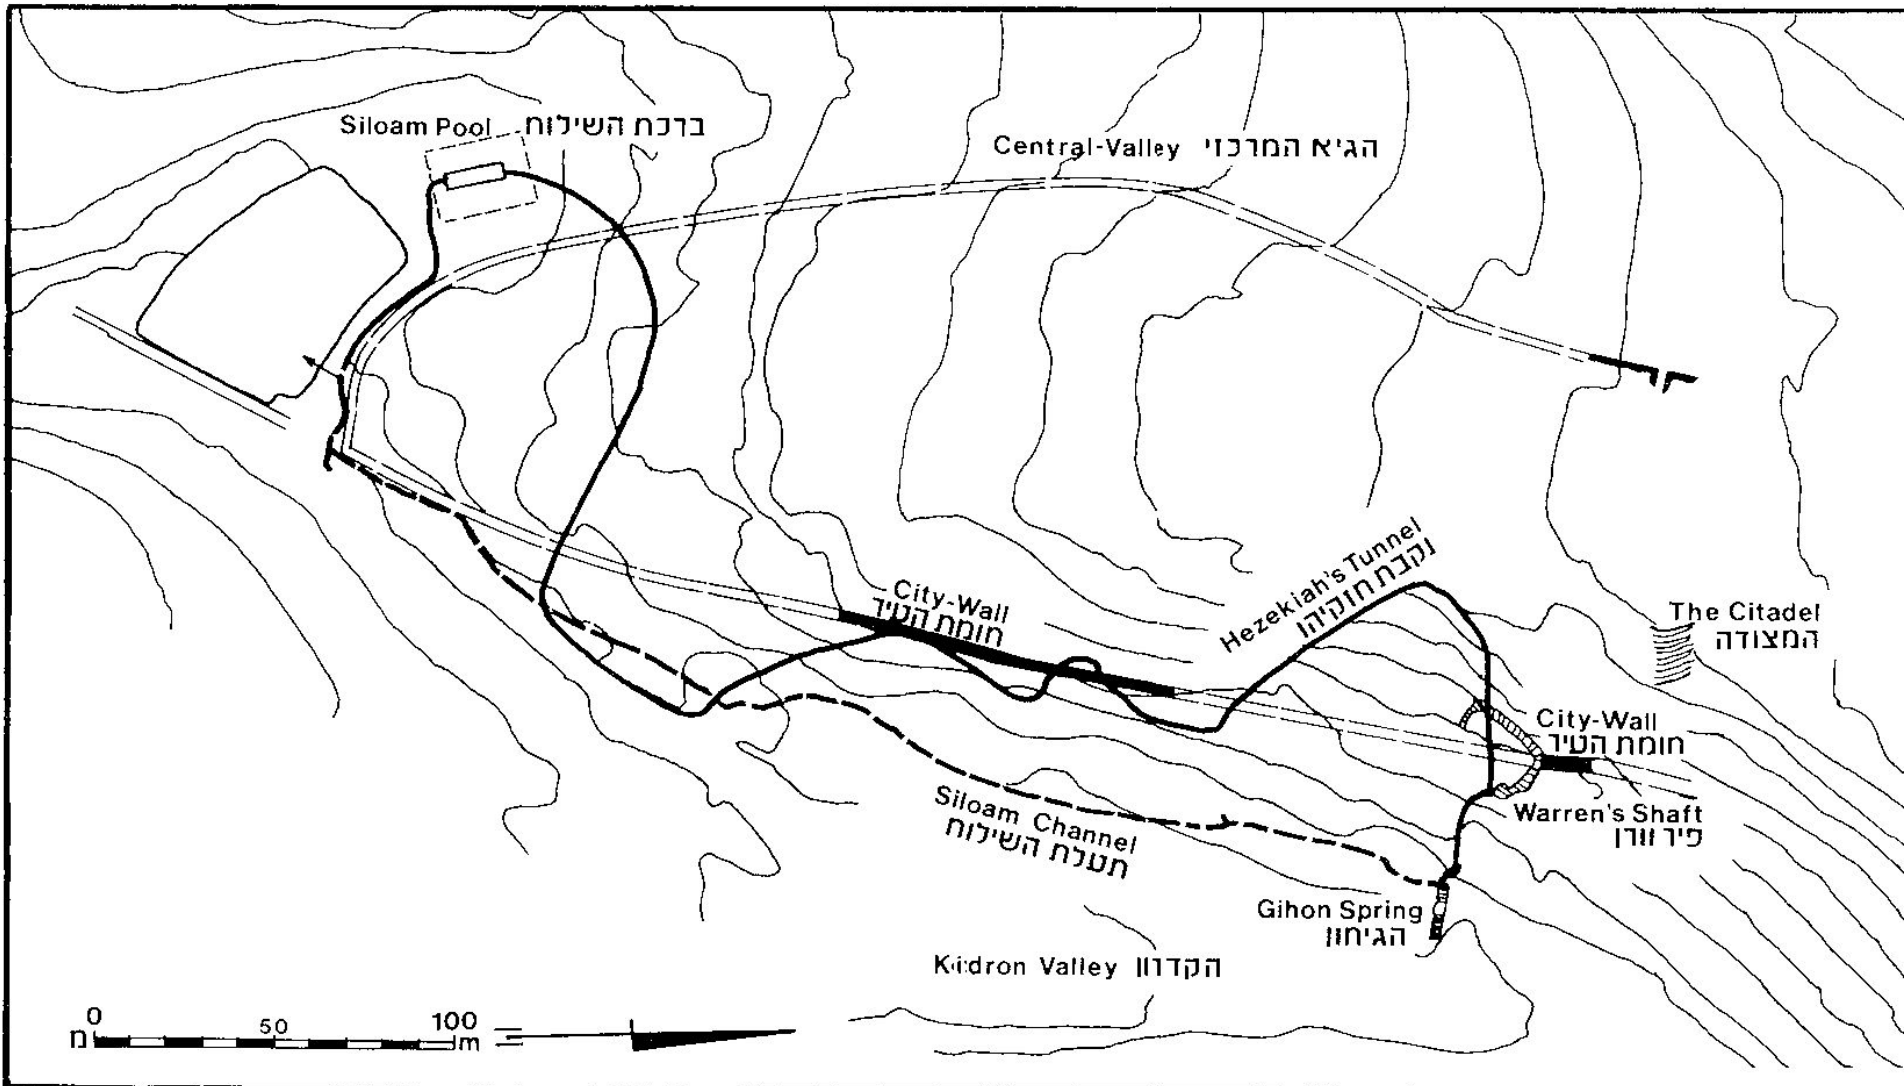 Siloam Pool ברכת השילוח
Central-Valley הגיא המרכזי
Hezekiah's Tunnel
נקבת חזקיהו
City-Wall
חומת העיר
The Citadel
המצודה
City-Wall
חומת העיר
Warren's Shaft
פיר וורן
Siloam Channel
תעלת השילוח
Gihon Spring
הגיחון
Kidron Valley הקדרון
0 50 100
מ m